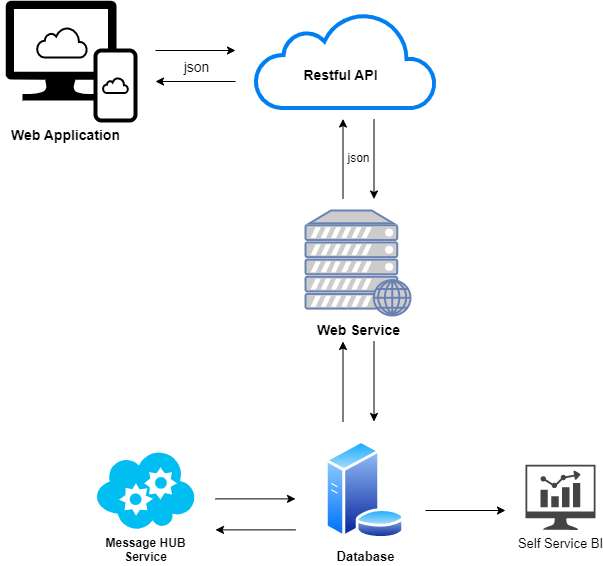 json
Restful API
Web Application
json
Web Service
Message HUB
Service
Database
Self Service BI